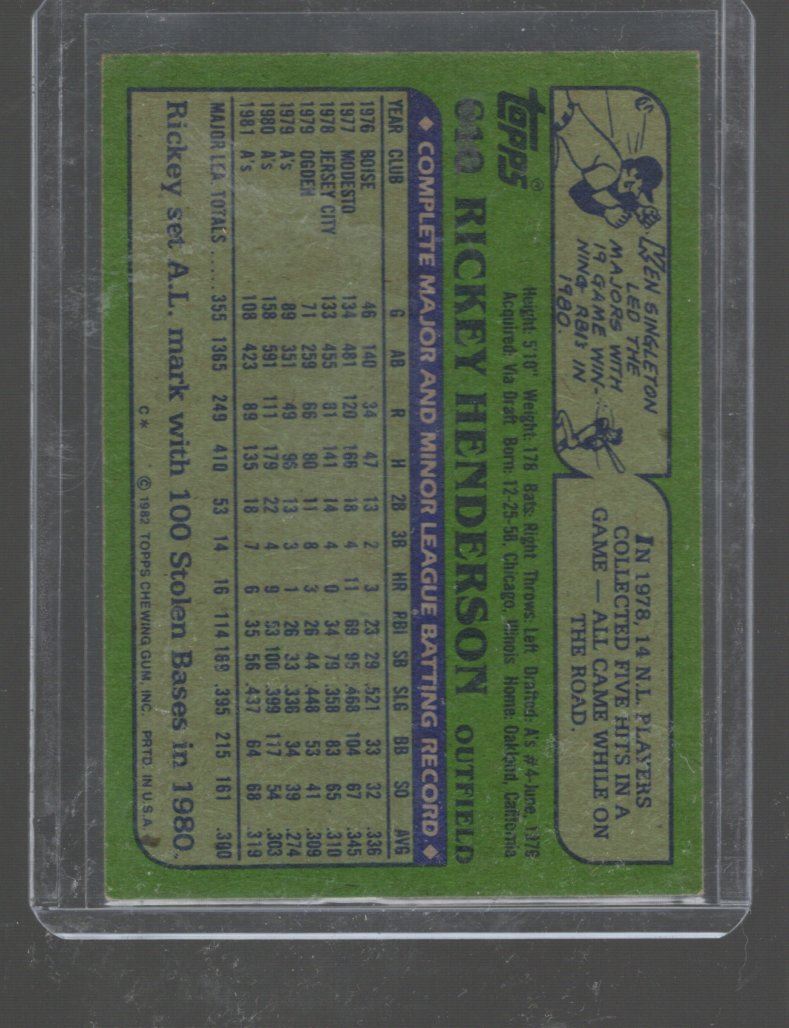 KEN SINGLETON
LED THE
MAJORS WITH
19 GAME WIN-
NING RBI'S IN
1980.
IN 1978, 14 N.L. PLAYERS
COLLECTED FIVE HITS IN A
GAME — ALL CAME WHILE ON
THE ROAD.
TOPPS®
Height: 5'10" Weight: 178 Bats: Right Throws: Left Drafted: A's #4-June, 1976
Acquired: Via Draft Born: 12-25-58, Chicago, Illinois Home: Oakland, California
610 RICKEY HENDERSON OUTFIELD
◆ COMPLETE MAJOR AND MINOR LEAGUE BATTING RECORD ◆
YEAR CLUB G AB R H 2B 3B HR RBI SB SLG BB SO AVG
1976 BOISE 46 140 34 47 13 2 3 23 29 .521 33 32 .336
1977 MODESTO 134 481 120 166 18 4 11 69 95 .468 104 67 .345
1978 JERSEY CITY 133 455 81 141 14 4 0 34 79 .358 83 65 .310
1979 OGDEN 71 259 66 80 11 8 3 26 44 .448 53 41 .309
1979 A's 89 351 49 96 13 3 1 26 33 .336 34 39 .274
1980 A's 158 591 111 179 22 4 9 53 100 .399 117 54 .303
1981 A's 108 423 89 135 18 7 6 35 56 .437 64 68 .319
MAJOR LEA. TOTALS ..... 355 1365 249 410 53 14 16 114 189 .395 215 161 .300
Rickey set A.L. mark with 100 Stolen Bases in 1980.
C* © 1982 TOPPS CHEWING GUM, INC. PRTD. IN U.S.A.